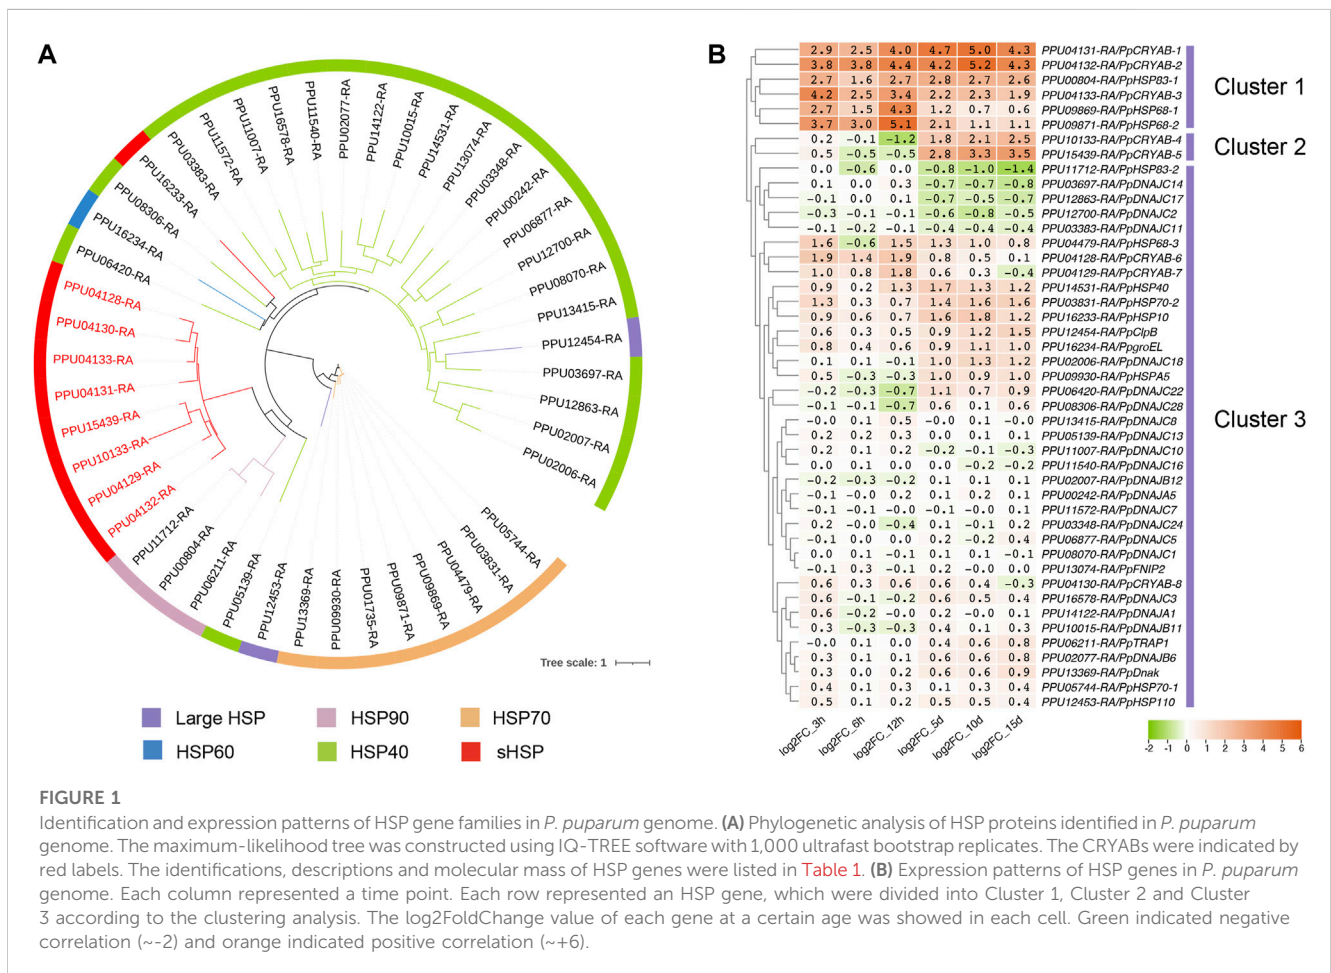 A
PPU03383-RA
PPU11572-RA
PPU11007-RA
PPU16578-RA
PPU11540-RA
PPU02077-RA
PPU14122-RA
PPU10015-RA
PPU14531-RA
PPU13074-RA
PPU03348-RA
PPU00242-RA
PPU06877-RA
PPU12700-RA
PPU08070-RA
PPU13415-RA
PPU12454-RA
PPU03697-RA
PPU12863-RA
PPU02007-RA
PPU02006-RA
PPU16233-RA
PPU08306-RA
PPU16234-RA
PPU06420-RA
PPU04128-RA
PPU04130-RA
PPU04133-RA
PPU04131-RA
PPU15439-RA
PPU10133-RA
PPU04129-RA
PPU04132-RA
PPU11712-RA
PPU00804-RA
PPU06211-RA
PPU05139-RA
PPU12453-RA
PPU13369-RA
PPU09930-RA
PPU01735-RA
PPU09871-RA
PPU09869-RA
PPU04479-RA
PPU03831-RA
PPU05744-RA
Tree scale: 1
Large HSP HSP90 HSP70
HSP60 HSP40 sHSP
B
2.9 2.5 4.0 4.7 5.0 4.3 PPU04131-RA/PpCRYAB-1
3.8 3.8 4.4 4.2 5.2 4.3 PPU04132-RA/PpCRYAB-2
2.7 1.6 2.7 2.8 2.7 2.6 PPU00804-RA/PpHSP83-1
4.2 2.5 3.4 2.2 2.3 1.9 PPU04133-RA/PpCRYAB-3
2.7 1.5 4.3 1.2 0.7 0.6 PPU09869-RA/PpHSP68-1
3.7 3.0 5.1 2.1 1.1 1.1 PPU09871-RA/PpHSP68-2
Cluster 1
0.2 -0.1 -1.2 1.8 2.1 2.5 PPU10133-RA/PpCRYAB-4
0.5 -0.5 -0.5 2.8 3.3 3.5 PPU15439-RA/PpCRYAB-5
Cluster 2
0.0 -0.6 0.0 -0.8 -1.0 -1.4 PPU11712-RA/PpHSP83-2
0.1 0.0 0.3 -0.7 -0.7 -0.8 PPU03697-RA/PpDNAJC14
-0.1 0.0 0.1 -0.7 -0.5 -0.7 PPU12863-RA/PpDNAJC17
-0.3 -0.1 -0.1 -0.6 -0.8 -0.5 PPU12700-RA/PpDNAJC2
-0.1 -0.2 -0.1 -0.4 -0.4 -0.4 PPU03383-RA/PpDNAJC11
1.6 -0.6 1.5 1.3 1.0 0.8 PPU04479-RA/PpHSP68-3
1.9 1.4 1.9 0.8 0.5 0.1 PPU04128-RA/PpCRYAB-6
1.0 0.8 1.8 0.6 0.3 -0.4 PPU04129-RA/PpCRYAB-7
0.9 0.2 1.3 1.7 1.3 1.2 PPU14531-RA/PpHSP40
1.3 0.3 0.7 1.4 1.6 1.6 PPU03831-RA/PpHSP70-2
0.9 0.6 0.7 1.6 1.8 1.2 PPU16233-RA/PpHSP10
0.6 0.3 0.5 0.9 1.2 1.5 PPU12454-RA/PpClpB
0.8 0.4 0.6 0.9 1.1 1.0 PPU16234-RA/PpgroEL
0.1 0.1 -0.1 1.0 1.3 1.2 PPU02006-RA/PpDNAJC18
0.5 -0.3 -0.3 1.0 0.9 1.0 PPU09930-RA/PpHSPA5
-0.2 -0.3 -0.7 1.1 0.7 0.9 PPU06420-RA/PpDNAJC22
-0.1 -0.1 -0.7 0.6 0.1 0.6 PPU08306-RA/PpDNAJC28
-0.0 0.1 0.5 -0.0 0.1 -0.0 PPU13415-RA/PpDNAJC8
0.2 0.2 0.3 0.0 0.1 0.1 PPU05139-RA/PpDNAJC13
0.2 0.1 0.2 -0.2 -0.1 -0.3 PPU11007-RA/PpDNAJC10
0.0 0.1 0.0 0.0 -0.2 -0.2 PPU11540-RA/PpDNAJC16
-0.2 -0.3 -0.2 0.1 0.1 0.1 PPU02007-RA/PpDNAJB12
-0.1 -0.0 0.2 0.1 0.2 0.1 PPU00242-RA/PpDNAJA5
-0.1 -0.0 -0.0 -0.1 -0.0 0.1 PPU11572-RA/PpDNAJC7
0.2 -0.0 -0.4 0.1 -0.1 0.2 PPU03348-RA/PpDNAJC24
-0.1 -0.0 0.0 0.2 -0.2 0.4 PPU06877-RA/PpDNAJC5
0.0 0.1 -0.1 0.1 0.1 -0.1 PPU08070-RA/PpDNAJC1
-0.1 0.3 -0.1 0.2 -0.0 0.0 PPU13074-RA/PpFNIP2
0.6 0.3 0.6 0.6 0.4 -0.3 PPU04130-RA/PpCRYAB-8
0.6 -0.1 -0.2 0.6 0.5 0.4 PPU16578-RA/PpDNAJC3
0.6 -0.2 -0.0 0.2 -0.0 0.1 PPU14122-RA/PpDNAJA1
0.3 -0.3 -0.3 0.4 0.1 0.3 PPU10015-RA/PpDNAJB11
-0.0 0.1 0.1 0.4 0.6 0.8 PPU06211-RA/PpTRAP1
0.3 0.1 0.1 0.6 0.6 0.8 PPU02077-RA/PpDNAJB6
0.3 0.0 0.2 0.6 0.6 0.9 PPU13369-RA/PpDnak
0.4 0.1 0.3 0.1 0.3 0.4 PPU05744-RA/PpHSP70-1
0.5 0.1 0.2 0.5 0.5 0.4 PPU12453-RA/PpHSP110
Cluster 3
log2FC_3h log2FC_6h log2FC_12h log2FC_5d log2FC_10d log2FC_15d
-2 -1 0 1 2 3 4 5 6
FIGURE 1
Identification and expression patterns of HSP gene families in P. puparum genome. (A) Phylogenetic analysis of HSP proteins identified in P. puparum
genome. The maximum-likelihood tree was constructed using IQ-TREE software with 1,000 ultrafast bootstrap replicates. The CRYABs were indicated by
red labels. The identifications, descriptions and molecular mass of HSP genes were listed in Table 1. (B) Expression patterns of HSP genes in P. puparum
genome. Each column represented a time point. Each row represented an HSP gene, which were divided into Cluster 1, Cluster 2 and Cluster
3 according to the clustering analysis. The log2FoldChange value of each gene at a certain age was showed in each cell. Green indicated negative
correlation (~-2) and orange indicated positive correlation (~+6).